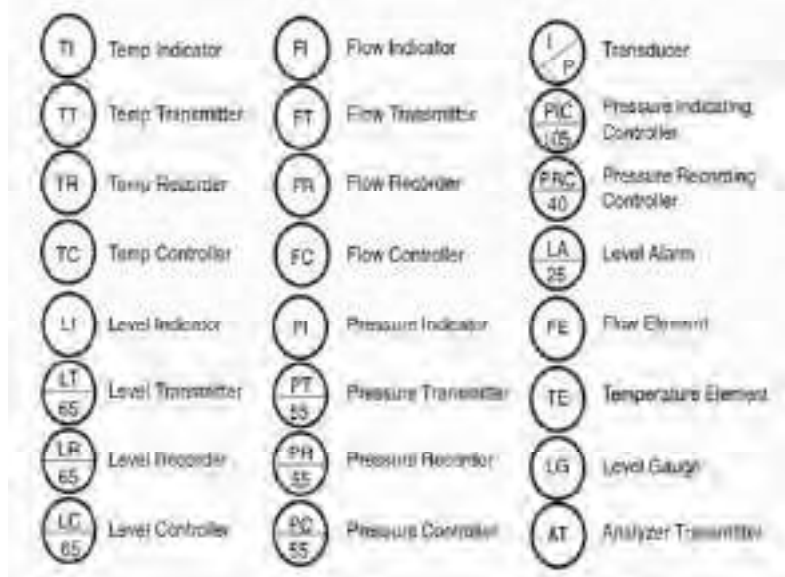 TI Temp Indicator
TT Temp Transmitter
TR Temp Recorder
TC Temp Controller
LI Level Indicator
LT Level Transmitter
65
LR Level Recorder
65
LC Level Controller
65
FI Flow Indicator
FT Flow Transmitter
FR Flow Recorder
FC Flow Controller
PI Pressure Indicator
PT Pressure Transmitter
55
PR Pressure Recorder
55
PC Pressure Controller
55
I Transducer
P
PIC Pressure Indicating
105 Controller
PRC Pressure Recording
40 Controller
LA Level Alarm
25
FE Flow Element
TE Temperature Element
LG Level Gauge
AT Analyzer Transmitter